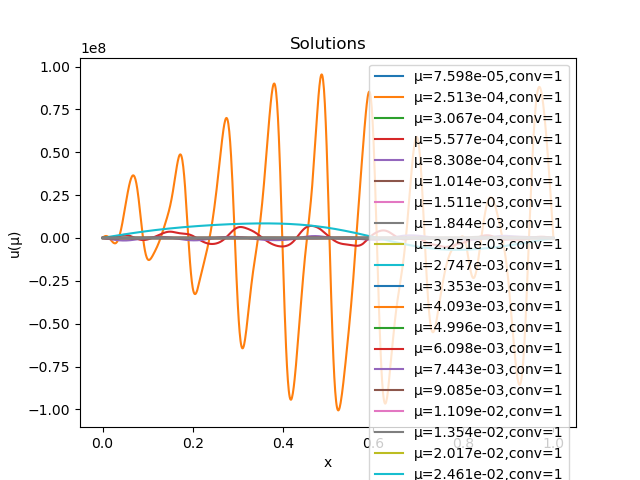 Solutions
1e8
1.00
0.75
0.50
0.25
0.00
−0.25
−0.50
−0.75
−1.00
u(μ)
0.0
0.2
0.4
0.6
0.8
1.0
x
μ=7.598e-05,conv=1
μ=2.513e-04,conv=1
μ=3.067e-04,conv=1
μ=5.577e-04,conv=1
μ=8.308e-04,conv=1
μ=1.014e-03,conv=1
μ=1.511e-03,conv=1
μ=1.844e-03,conv=1
μ=2.251e-03,conv=1
μ=2.747e-03,conv=1
μ=3.353e-03,conv=1
μ=4.093e-03,conv=1
μ=4.996e-03,conv=1
μ=6.098e-03,conv=1
μ=7.443e-03,conv=1
μ=9.085e-03,conv=1
μ=1.109e-02,conv=1
μ=1.354e-02,conv=1
μ=2.017e-02,conv=1
μ=2.461e-02,conv=1